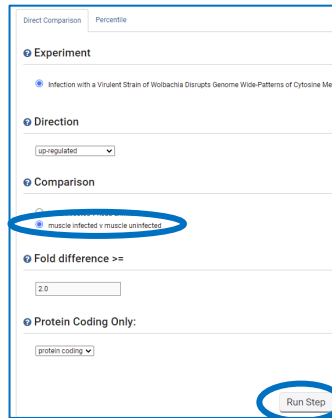 Direct Comparison Percentile
Experiment
Infection with a Virulent Strain of Wolbachia Disrupts Genome Wide-Patterns of Cytosine Me
Direction
up-regulated
Comparison
muscle infected v muscle uninfected
Fold difference >=
2.0
Protein Coding Only:
protein coding
Run Step